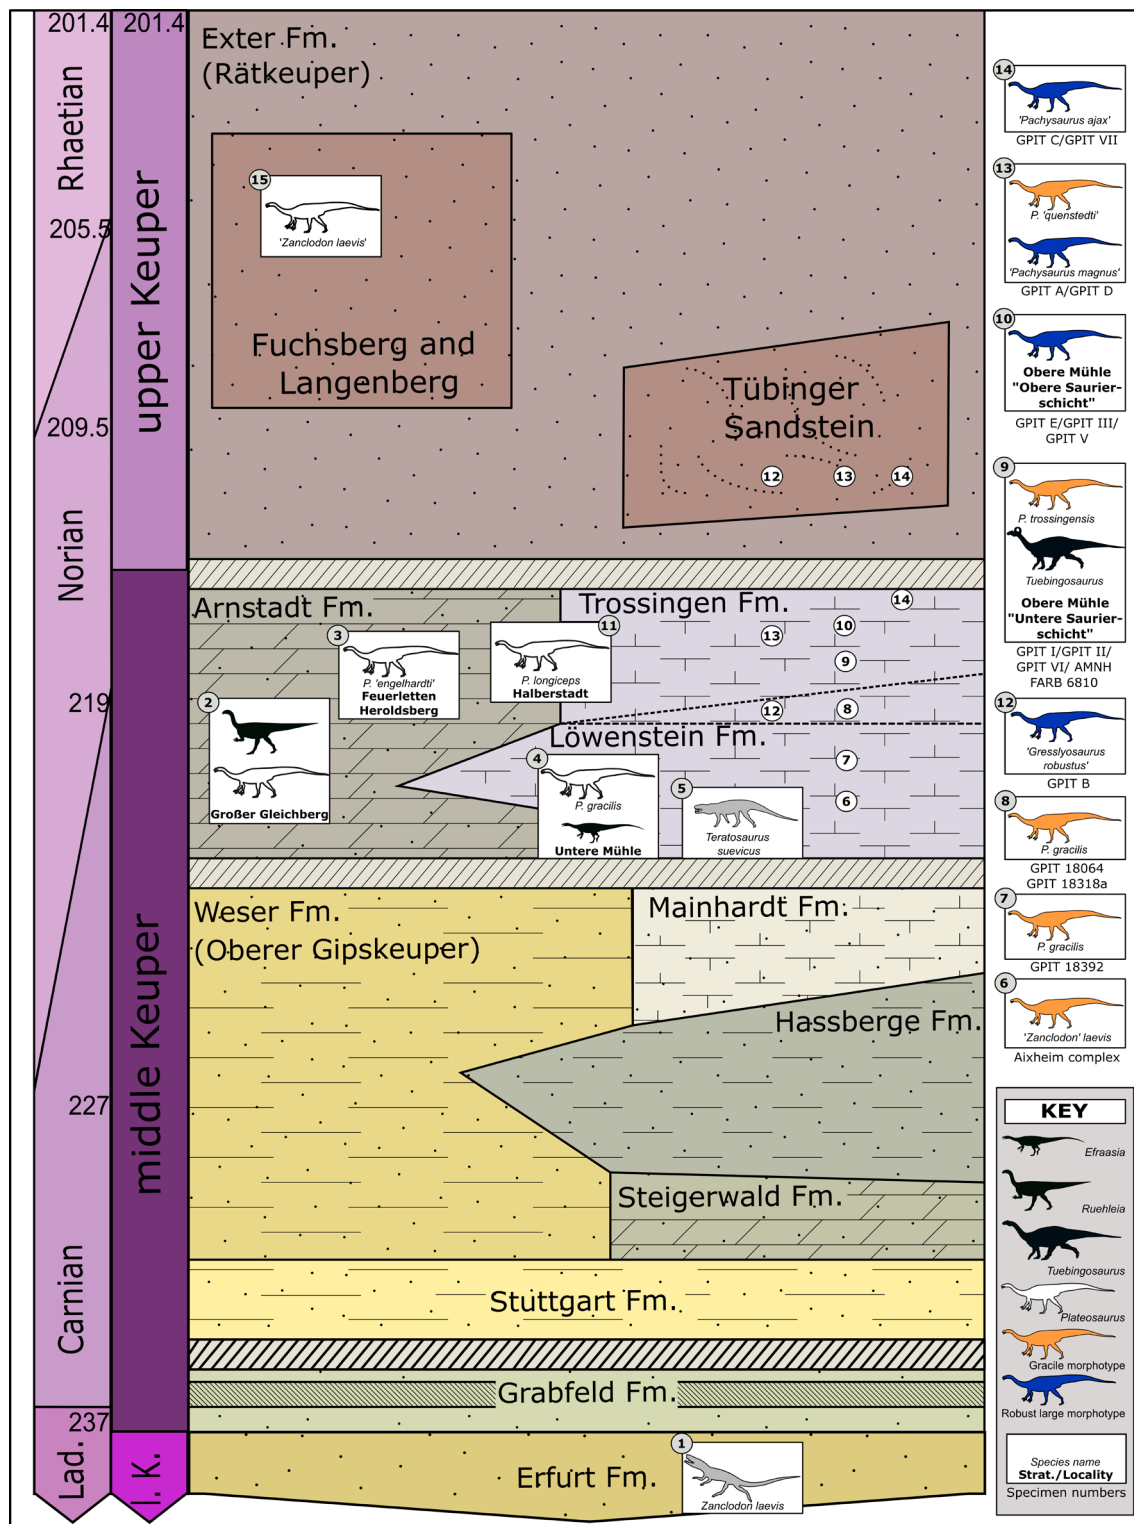 201.4
201.4
Rhaetian
205.5
209.5
Norian
219
227
Carnian
237
Lad.
upper Keuper
middle Keuper
l. K.
Exter Fm.
(Rätkeuper)
15
'Zanclodon laevis'
Fuchsberg and
Langenberg
Tübinger
Sandstein
12
13
14
Arnstadt Fm.
Trossingen Fm.
14
3
P. 'engelhardti'
Feuerletten
Heroldsberg
11
P. longiceps
Halberstadt
13
10
9
2
Großer Gleichberg
12
8
Löwenstein Fm.
4
P. gracilis
Untere Mühle
5
Teratosaurus
suevicus
7
6
Weser Fm.
(Oberer Gipskeuper)
Mainhardt Fm.
Hassberge Fm.
Steigerwald Fm.
Stuttgart Fm.
Grabfeld Fm.
Erfurt Fm.
1
Zanclodon laevis
14
'Pachysaurus ajax'
GPIT C/GPIT VII
13
P. 'quenstedti'
'Pachysaurus magnus'
GPIT A/GPIT D
10
Obere Mühle
"Obere Saurier-
schicht"
GPIT E/GPIT III/
GPIT V
9
P. trossingensis
Tuebingosaurus
Obere Mühle
"Untere Saurier-
schicht"
GPIT I/GPIT II/
GPIT VI/ AMNH
FARB 6810
12
'Gresslyosaurus
robustus'
GPIT B
8
P. gracilis
GPIT 18064
GPIT 18318a
7
P. gracilis
GPIT 18392
6
'Zanclodon' laevis
Aixheim complex
KEY
Efraasia
Ruehleia
Tuebingosaurus
Plateosaurus
Gracile morphotype
Robust large morphotype
Species name
Strat./Locality
Specimen numbers